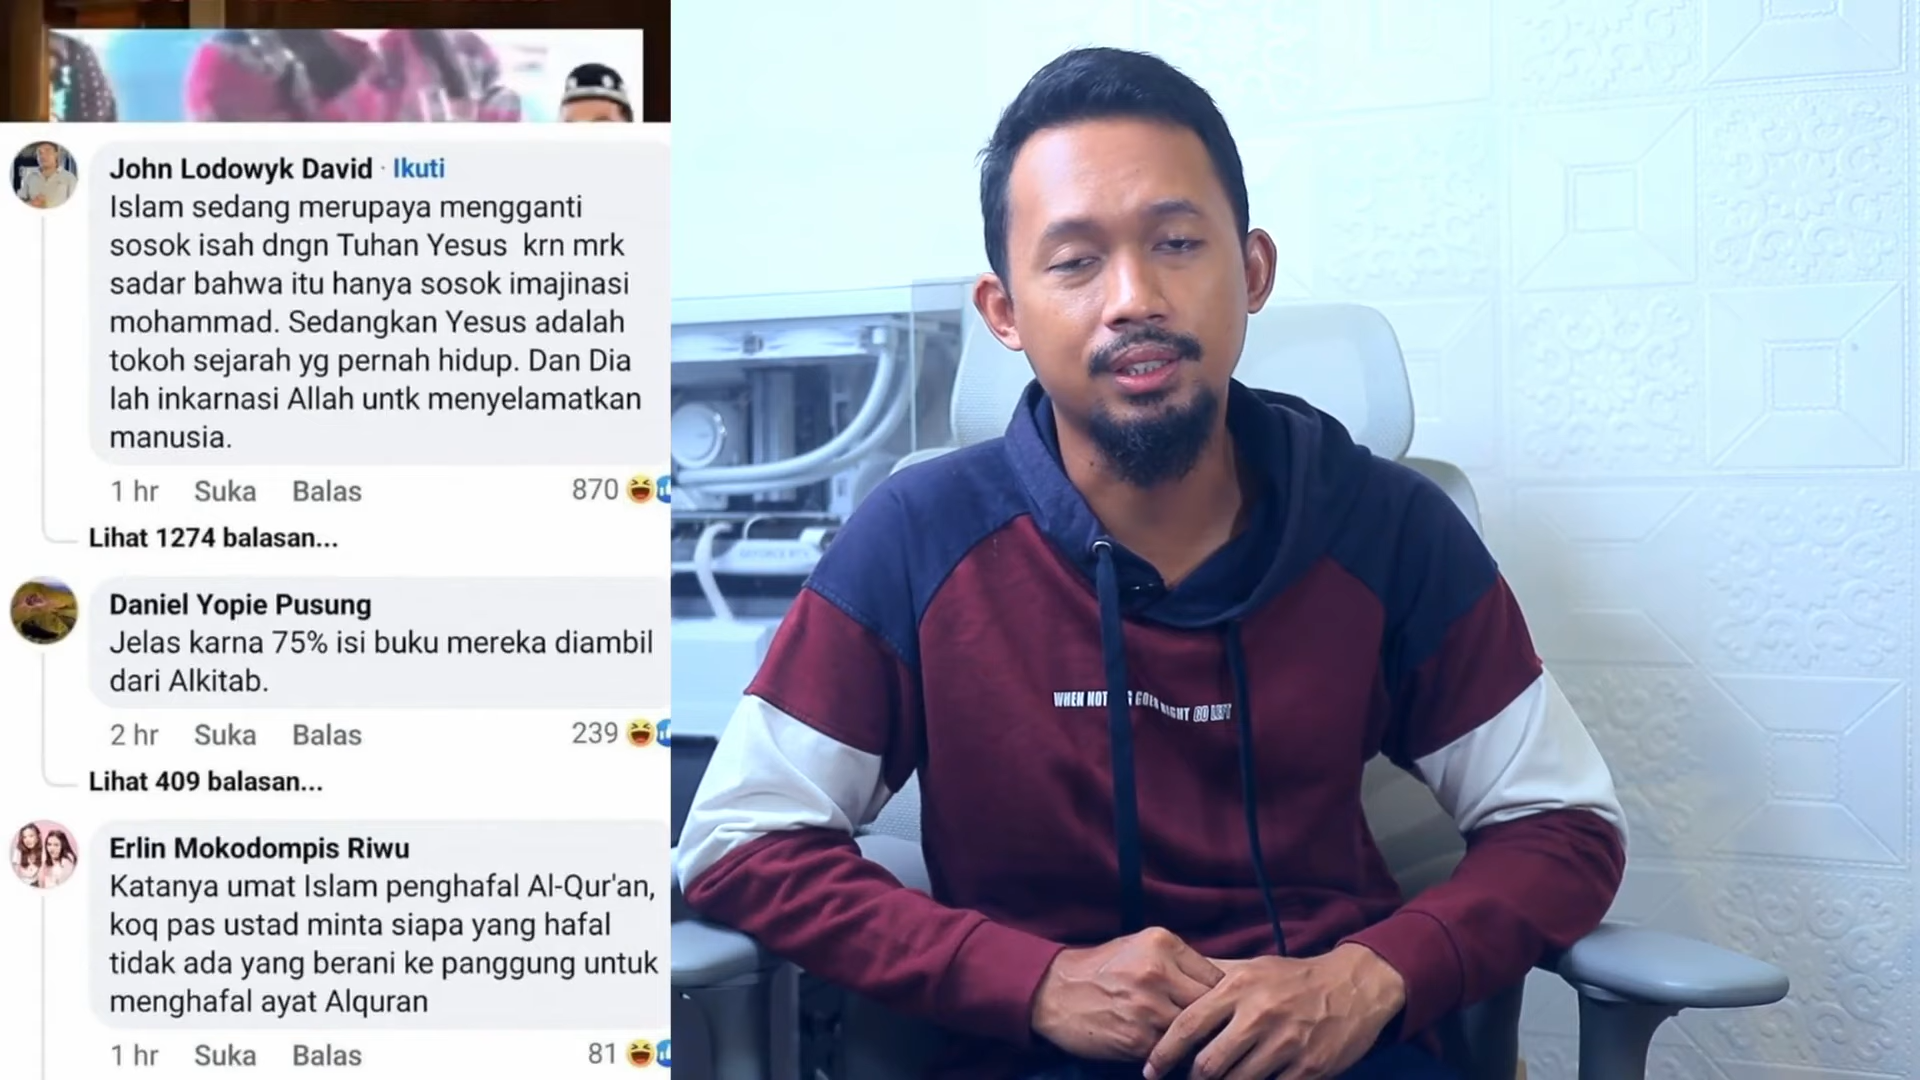 John Lodowyk David · Ikuti
Islam sedang merupaya mengganti
sosok isah dngn Tuhan Yesus krn mrk
sadar bahwa itu hanya sosok imajinasi
mohammad. Sedangkan Yesus adalah
tokoh sejarah yg pernah hidup. Dan Dia
lah inkarnasi Allah untk menyelamatkan
manusia.
1 hr Suka Balas 870
Lihat 1274 balasan...
Daniel Yopie Pusung
Jelas karna 75% isi buku mereka diambil
dari Alkitab.
2 hr Suka Balas 239
Lihat 409 balasan...
Erlin Mokodompis Riwu
Katanya umat Islam penghafal Al-Qur'an,
koq pas ustad minta siapa yang hafal
tidak ada yang berani ke panggung untuk
menghafal ayat Alquran
1 hr Suka Balas 81
WHEN GOES RIGHT GO LEFT